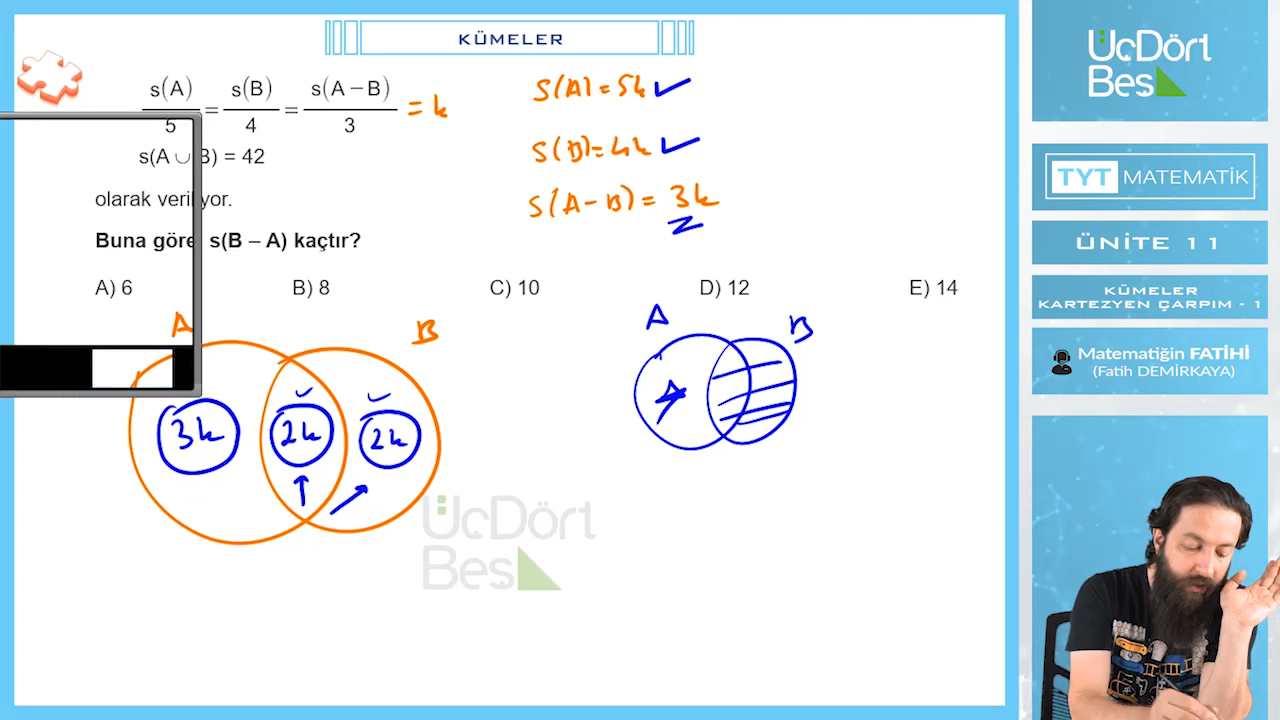 KÜMELER
s(A) s(B) s(A – B)
= = = k
5 4 3
s(A ∪ B) = 42
olarak veriliyor.
Buna göre s(B – A) kaçtır?
A) 6 B) 8 C) 10 D) 12 E) 14
s(A) = 5k
s(B) = 4k
s(A – B) = 3k
A B
3k 2k 2k
A B
ÜçDört
Beş
ÜçDört
Beş
TYT MATEMATİK
ÜNİTE 11
KÜMELER
KARTEZYEN ÇARPIM - 1
Matematiğin FATİHİ
(Fatih DEMİRKAYA)